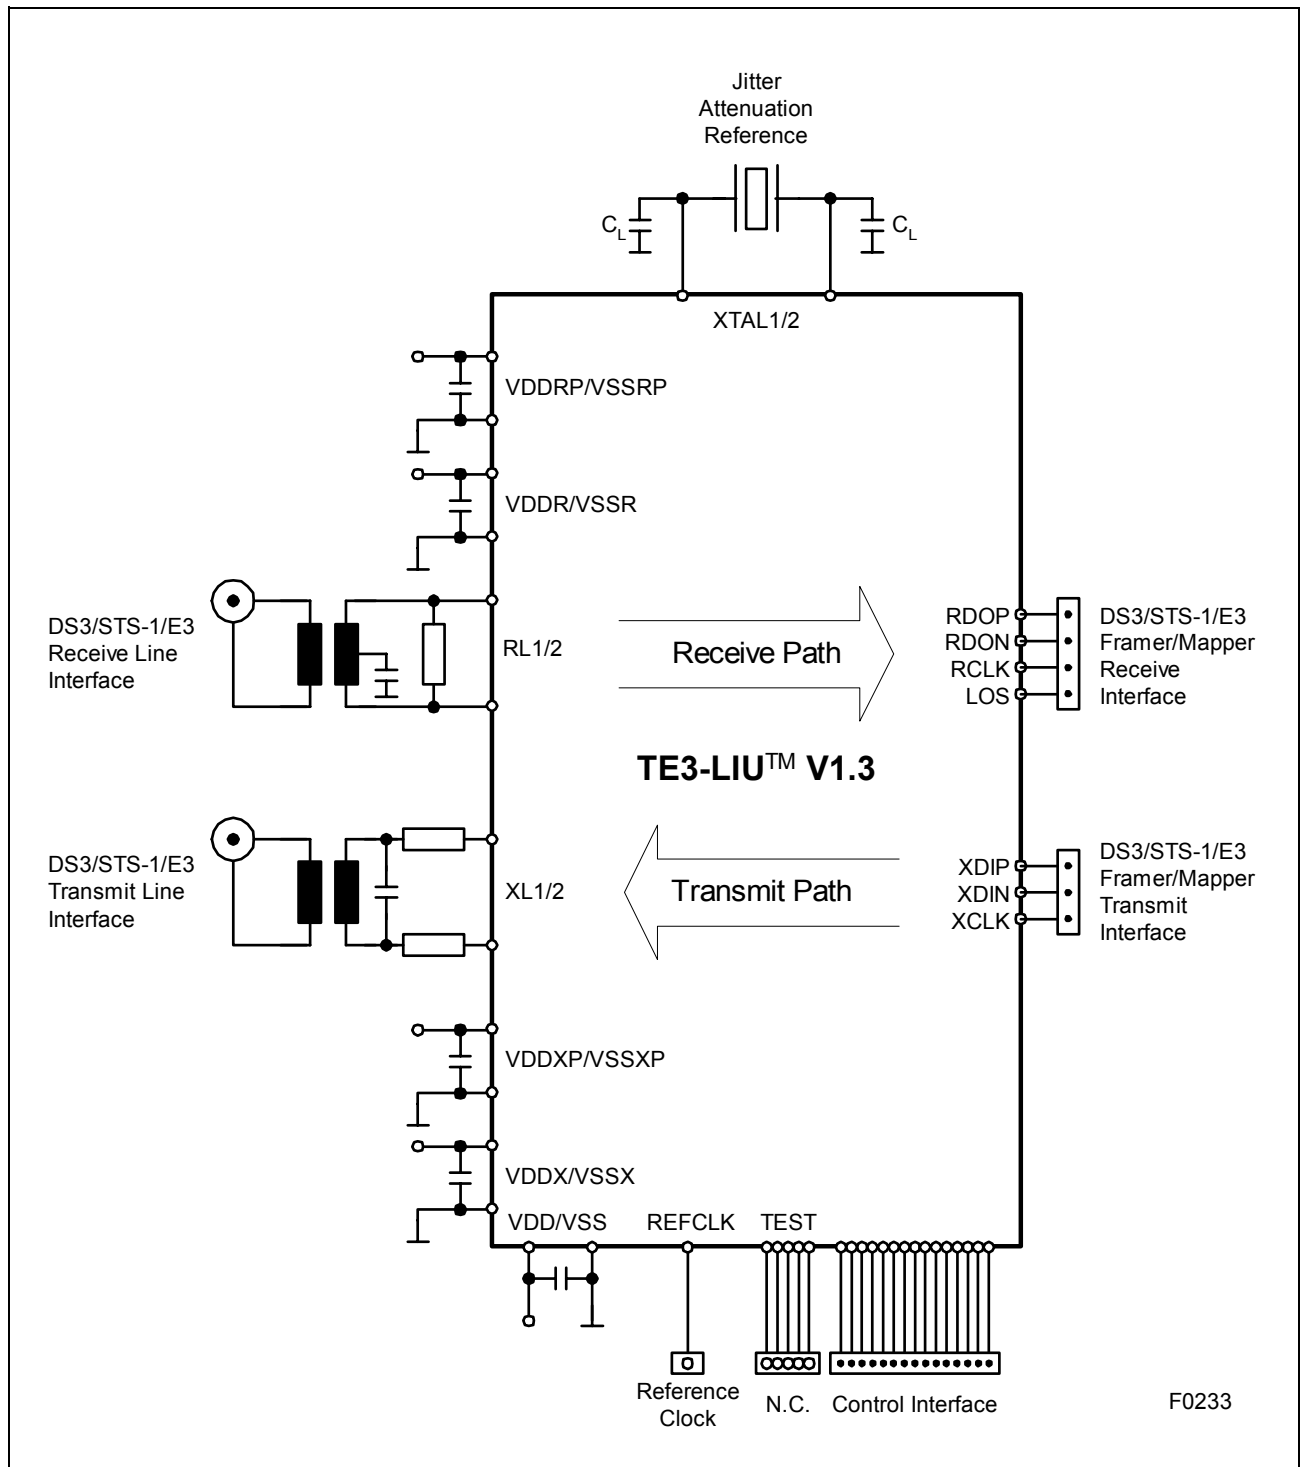 Jitter
Attenuation
Reference
CL
CL
XTAL1/2
VDDRP/VSSRP
VDDR/VSSR
DS3/STS-1/E3
Receive Line
Interface
RL1/2
Receive Path
RDOP
RDON
RCLK
LOS
DS3/STS-1/E3
Framer/Mapper
Receive
Interface
TE3-LIU™ V1.3
DS3/STS-1/E3
Transmit Line
Interface
XL1/2
Transmit Path
XDIP
XDIN
XCLK
DS3/STS-1/E3
Framer/Mapper
Transmit
Interface
VDDXP/VSSXP
VDDX/VSSX
VDD/VSS
REFCLK
TEST
Reference
Clock
N.C.
Control Interface
F0233